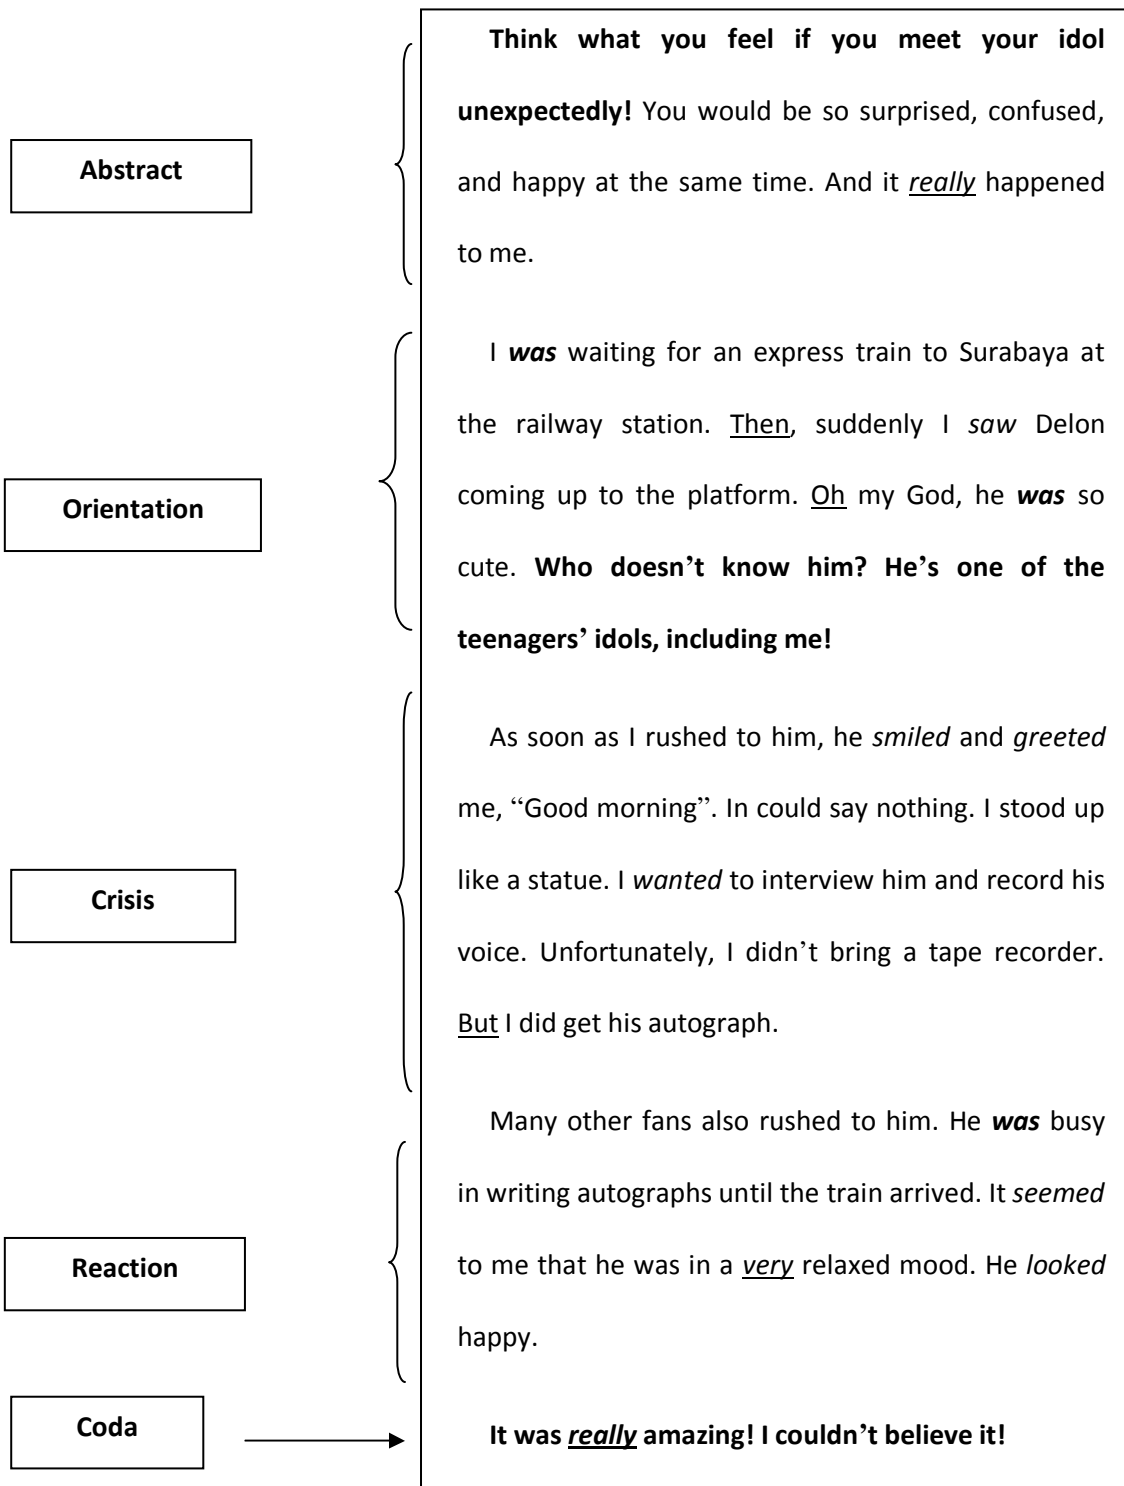 Think what you feel if you meet your idol
unexpectedly! You would be so surprised, confused,
Abstract
and happy at the same time. And it really happened
to me.
I was waiting for an express train to Surabaya at
the railway station. Then, suddenly I saw Delon
coming up to the platform. Oh my God, he was so
Orientation
cute. Who doesn’t know him? He’s one of the
teenagers’ idols, including me!
As soon as I rushed to him, he smiled and greeted
me, “Good morning”. In could say nothing. I stood up
like a statue. I wanted to interview him and record his
Crisis
voice. Unfortunately, I didn’t bring a tape recorder.
But I did get his autograph.
Many other fans also rushed to him. He was busy
in writing autographs until the train arrived. It seemed
to me that he was in a very relaxed mood. He looked
Reaction
happy.
Coda
It was really amazing! I couldn’t believe it!